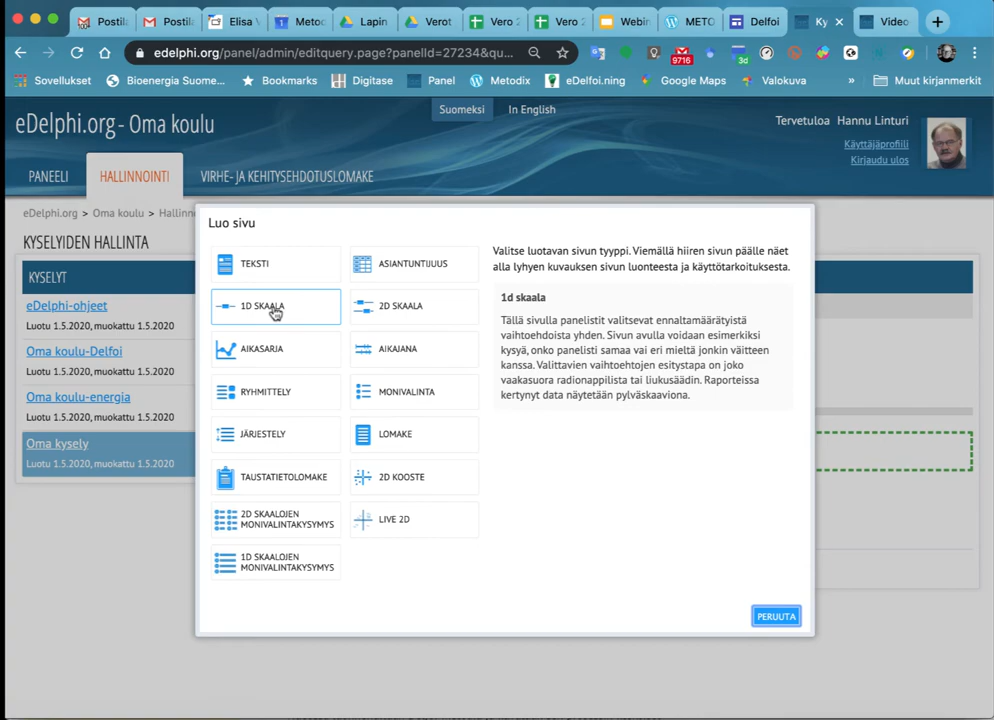 Postila
Postila
Elisa
Metoc
Lapin
Verot
Vero 2
Vero 2
Webin
METO
Delfoi
Ky
Video
edelphi.org/panel/admin/editquery.page?panelId=27234&qu...
9716
3d
Sovellukset
Bioenergia Suome...
Bookmarks
Digitase
Panel
Metodix
eDelfoi.ning
Google Maps
Valokuva
»
Muut kirjanmerkit
Suomeksi
In English
eDelphi.org - Oma koulu
Tervetuloa Hannu Linturi
Käyttäjäprofiili
Kirjaudu ulos
PANEELI
HALLINNOINTI
VIRHE- JA KEHITYSEHDOTUSLOMAKE
eDelphi.org > Oma koulu > Hallinn
KYSELYIDEN HALLINTA
KYSELYT
eDelphi-ohjeet
Luotu 1.5.2020, muokattu 1.5.2020
Oma koulu-Delfoi
Luotu 1.5.2020, muokattu 1.5.2020
Oma koulu-energia
Luotu 1.5.2020, muokattu 1.5.2020
Oma kysely
Luotu 1.5.2020, muokattu 1.5.2020
Luo sivu
TEKSTI
ASIANTUNTIJUUS
1D SKAALA
2D SKAALA
AIKASARJA
AIKAJANA
RYHMITTELY
MONIVALINTA
JÄRJESTELY
LOMAKE
TAUSTATIETOLOMAKE
2D KOOSTE
2D SKAALOJEN
MONIVALINTAKYSYMYS
LIVE 2D
1D SKAALOJEN
MONIVALINTAKYSYMYS
Valitse luotavan sivun tyyppi. Viemällä hiiren sivun päälle näet
alla lyhyen kuvauksen sivun luonteesta ja käyttötarkoituksesta.
1d skaala
Tällä sivulla panelistit valitsevat ennaltamäärätyistä
vaihtoehdoista yhden. Sivun avulla voidaan esimerkiksi
kysyä, onko panelisti samaa vai eri mieltä jonkin väitteen
kanssa. Valittavien vaihtoehtojen esitystapa on joko
vaakasuora radionappilista tai liukusäädin. Raporteissa
kertynyt data näytetään pylväskaaviona.
PERUUTA